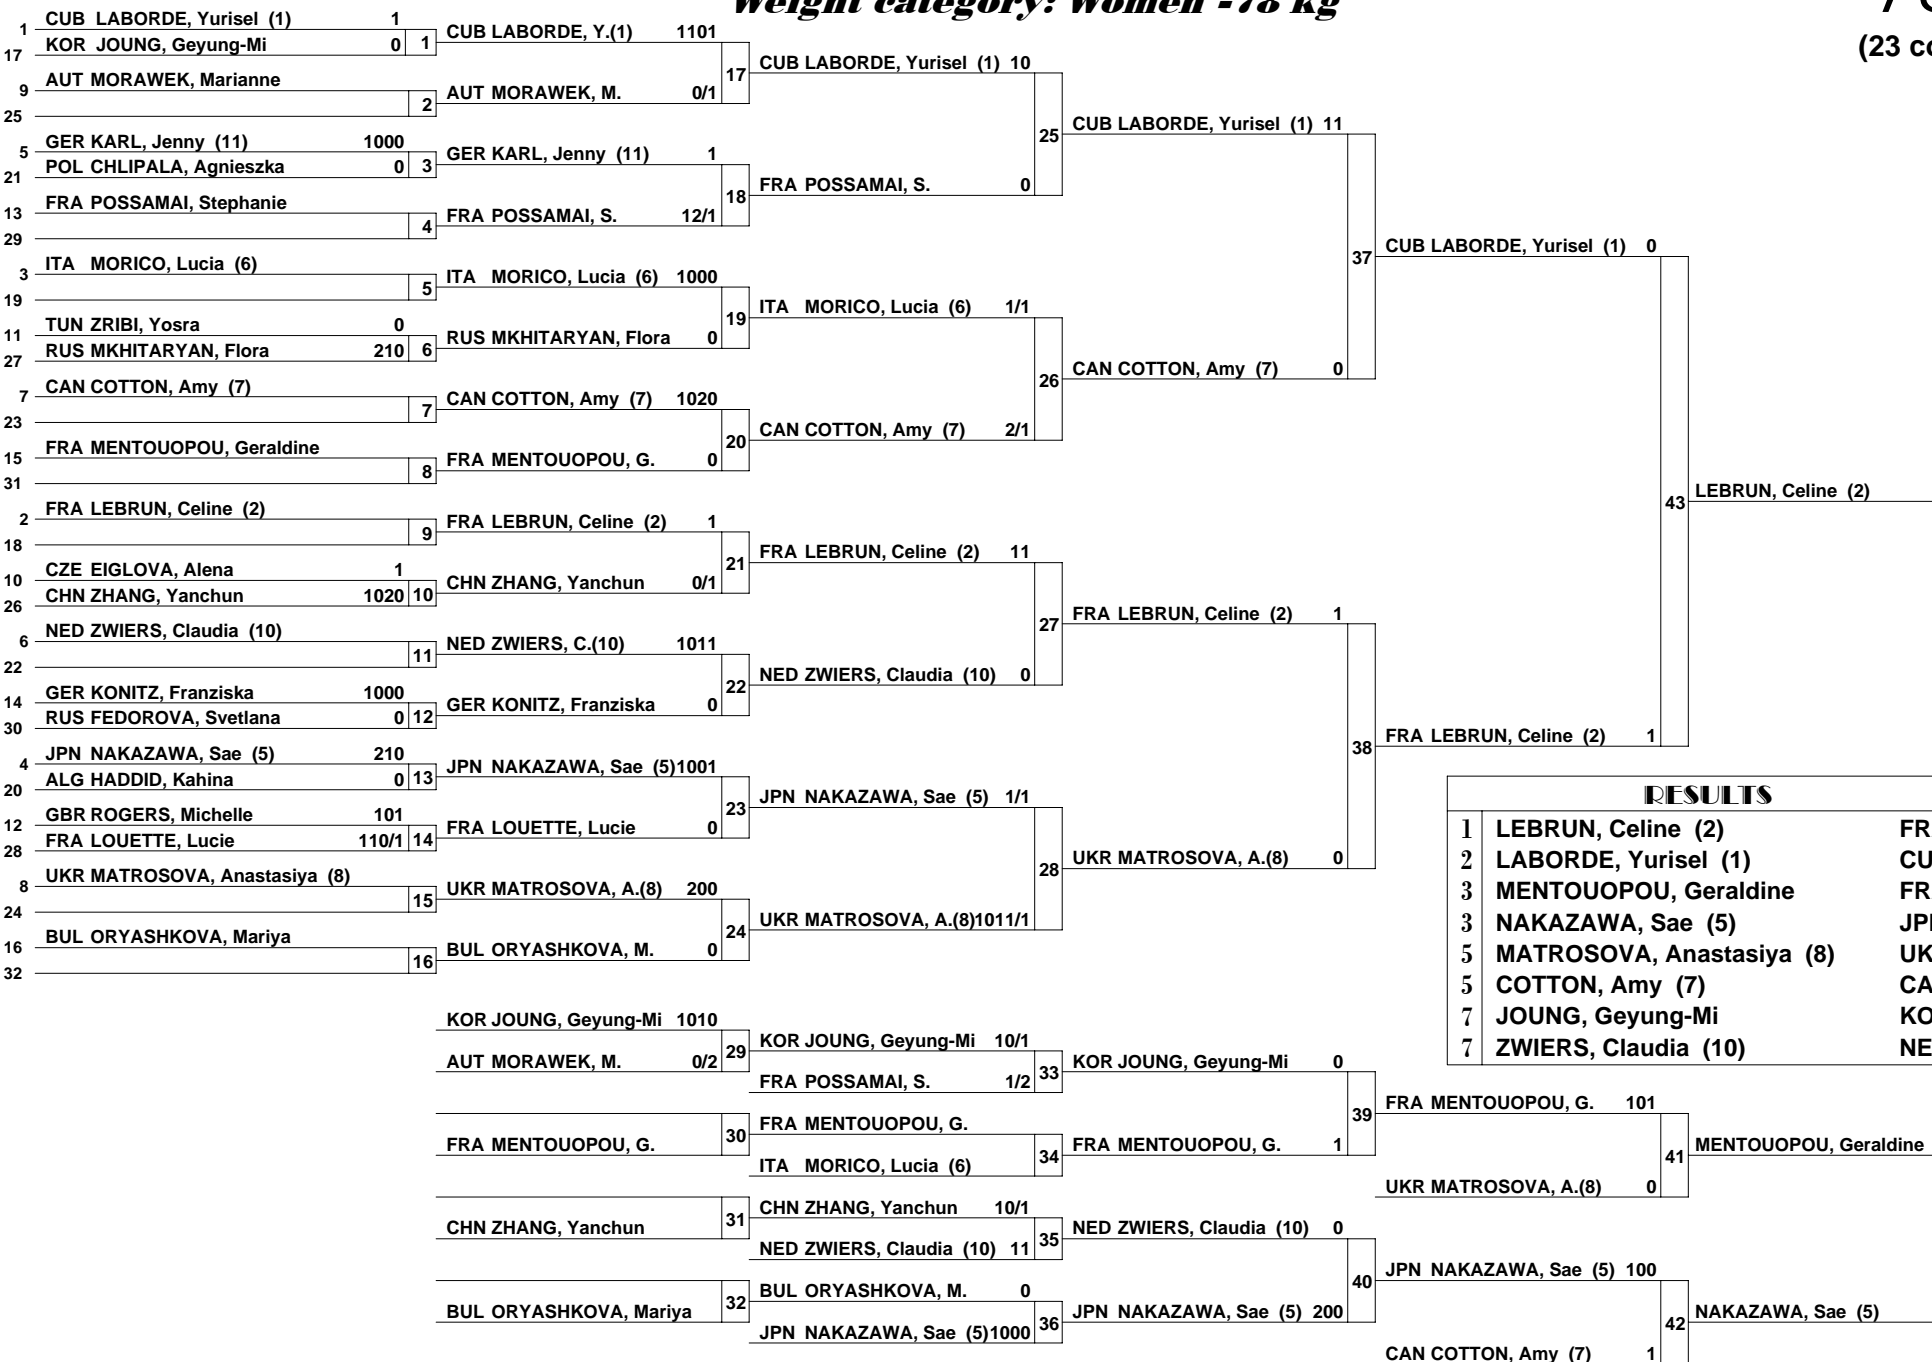 Weight category: Women -78 kg
(23 co
1 CUB LABORDE, Yurisel (1) 1
17 KOR JOUNG, Geyung-Mi 0 1
9 AUT MORAWEK, Marianne
25 2
5 GER KARL, Jenny (11) 1000
21 POL CHLIPALA, Agnieszka 0 3
13 FRA POSSAMAI, Stephanie
29 4
3 ITA MORICO, Lucia (6)
19 5
11 TUN ZRIBI, Yosra 0
27 RUS MKHITARYAN, Flora 210 6
7 CAN COTTON, Amy (7)
23 7
15 FRA MENTOUOPOU, Geraldine
31 8
2 FRA LEBRUN, Celine (2)
18 9
10 CZE EIGLOVA, Alena 1
26 CHN ZHANG, Yanchun 1020 10
6 NED ZWIERS, Claudia (10)
22 11
14 GER KONITZ, Franziska 1000
30 RUS FEDOROVA, Svetlana 0 12
4 JPN NAKAZAWA, Sae (5) 210
20 ALG HADDID, Kahina 0 13
12 GBR ROGERS, Michelle 101
28 FRA LOUETTE, Lucie 110/1 14
8 UKR MATROSOVA, Anastasiya (8)
24 15
16 BUL ORYASHKOVA, Mariya
32 16
CUB LABORDE, Y.(1) 1101
17
AUT MORAWEK, M. 0/1
GER KARL, Jenny (11) 1
18
FRA POSSAMAI, S. 12/1
ITA MORICO, Lucia (6) 1000
19
RUS MKHITARYAN, Flora 0
CAN COTTON, Amy (7) 1020
20
FRA MENTOUOPOU, G. 0
FRA LEBRUN, Celine (2) 1
21
CHN ZHANG, Yanchun 0/1
NED ZWIERS, C.(10) 1011
22
GER KONITZ, Franziska 0
JPN NAKAZAWA, Sae (5)1001
23
FRA LOUETTE, Lucie 0
UKR MATROSOVA, A.(8) 200
24
BUL ORYASHKOVA, M. 0
CUB LABORDE, Yurisel (1) 10
25
FRA POSSAMAI, S. 0
ITA MORICO, Lucia (6) 1/1
26
CAN COTTON, Amy (7) 2/1
FRA LEBRUN, Celine (2) 11
27
NED ZWIERS, Claudia (10) 0
JPN NAKAZAWA, Sae (5) 1/1
28
UKR MATROSOVA, A.(8)1011/1
CUB LABORDE, Yurisel (1) 11
37
CAN COTTON, Amy (7) 0
FRA LEBRUN, Celine (2) 1
38
UKR MATROSOVA, A.(8) 0
CUB LABORDE, Yurisel (1) 0
43
FRA LEBRUN, Celine (2) 1
LEBRUN, Celine (2)
RESULTS
1 LEBRUN, Celine (2) FR
2 LABORDE, Yurisel (1) CU
3 MENTOUOPOU, Geraldine FR
3 NAKAZAWA, Sae (5) JP
5 MATROSOVA, Anastasiya (8) UK
5 COTTON, Amy (7) CA
7 JOUNG, Geyung-Mi KO
7 ZWIERS, Claudia (10) NE
KOR JOUNG, Geyung-Mi 1010
29
AUT MORAWEK, M. 0/2
30
FRA MENTOUOPOU, G.
31
CHN ZHANG, Yanchun
32
BUL ORYASHKOVA, Mariya
KOR JOUNG, Geyung-Mi 10/1
33
FRA POSSAMAI, S. 1/2
FRA MENTOUOPOU, G.
34
ITA MORICO, Lucia (6)
CHN ZHANG, Yanchun 10/1
35
NED ZWIERS, Claudia (10) 11
BUL ORYASHKOVA, M. 0
36
JPN NAKAZAWA, Sae (5)1000
KOR JOUNG, Geyung-Mi 0
39
FRA MENTOUOPOU, G. 1
NED ZWIERS, Claudia (10) 0
40
JPN NAKAZAWA, Sae (5) 200
FRA MENTOUOPOU, G. 101
41
UKR MATROSOVA, A.(8) 0
MENTOUOPOU, Geraldine
JPN NAKAZAWA, Sae (5) 100
42
CAN COTTON, Amy (7) 1
NAKAZAWA, Sae (5)